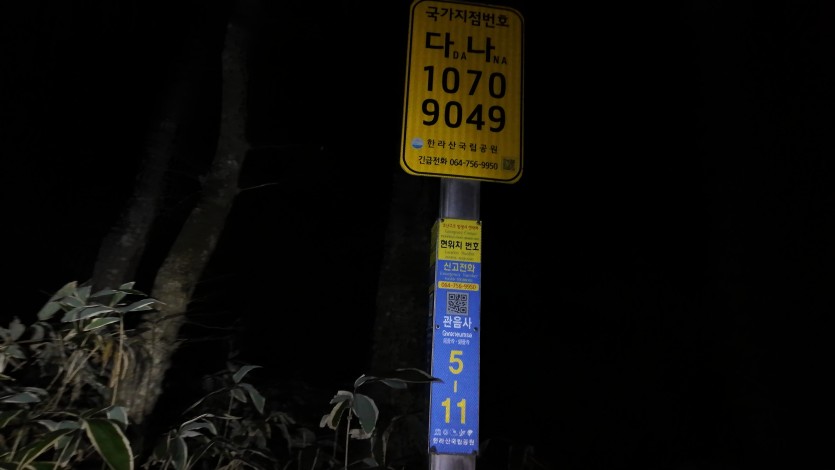 국가지점번호
다DA 나NA
1070
9049
한라산국립공원
긴급전화 064-756-9950
현위치 번호
신고전화
064-756-9950
관음사
Gwaneumsa
5
-
11
한라산국립공원